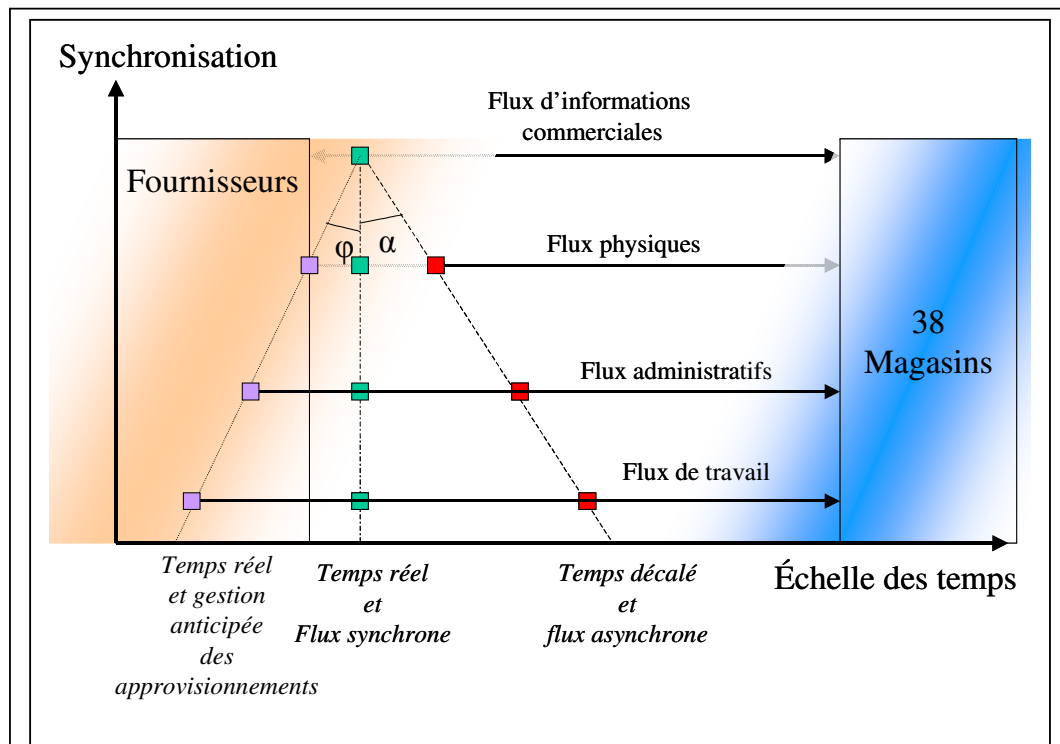 Synchronisation
Flux d'informations
commerciales
Fournisseurs
φ
α
Flux physiques
38
Magasins
Flux administratifs
Flux de travail
Échelle des temps
Temps réel
et gestion
anticipée
des
approvisionnements
Temps réel
et
Flux synchrone
Temps décalé
et
flux asynchrone